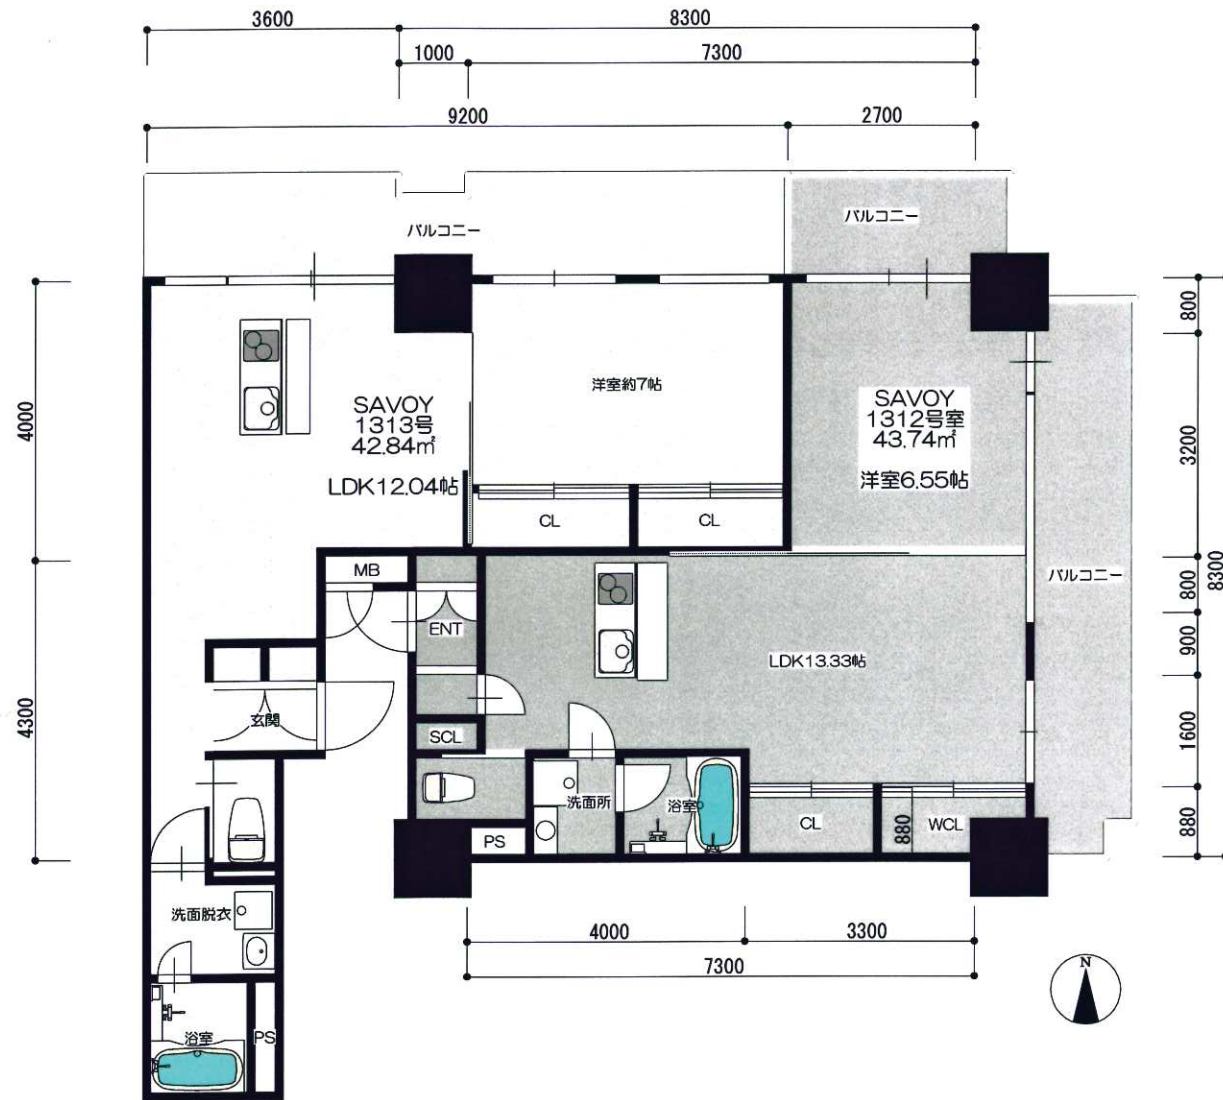 3600
8300
1000
7300
9200
2700
バルコニー
バルコニー
洋室約7帖
SAVOY
1313号
42.84㎡
LDK12.04帖
SAVOY
1312号室
43.74㎡
洋室6.55帖
CL
CL
4000
4300
800
3200
800
900
1600
880
8300
バルコニー
MB
ENT
LDK13.33帖
玄関
SCL
洗面所
浴室
CL
880
WCL
PS
洗面脱衣
浴室
PS
4000
3300
7300
N